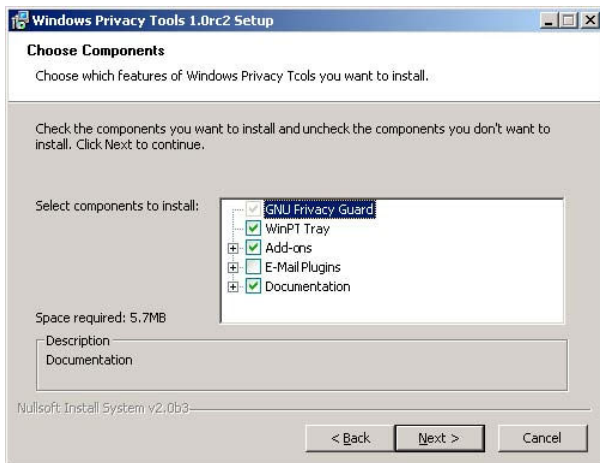 Windows Privacy Tools 1.0rc2 Setup
Choose Components
Choose which features of Windows Privacy Tools you want to install.
Check the components you want to install and uncheck the components you don't want to
install. Click Next to continue.
Select components to install:
GNU Privacy Guard
WinPT Tray
Add-ons
E-Mail Plugins
Documentation
Space required: 5.7MB
Description
Documentation
Nullsoft Install System v2.0b3
< Back
Next >
Cancel